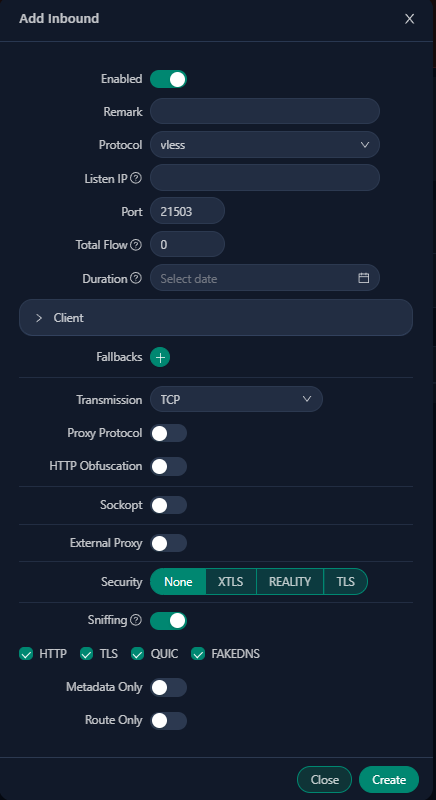 Add Inbound
Enabled
Remark
Protocol vless
Listen IP
Port 21503
Total Flow 0
Duration Select date
Client
Fallbacks
Transmission TCP
Proxy Protocol
HTTP Obfuscation
Sockopt
External Proxy
Security None XTLS REALITY TLS
Sniffing
HTTP TLS QUIC FAKEDNS
Metadata Only
Route Only
Close Create